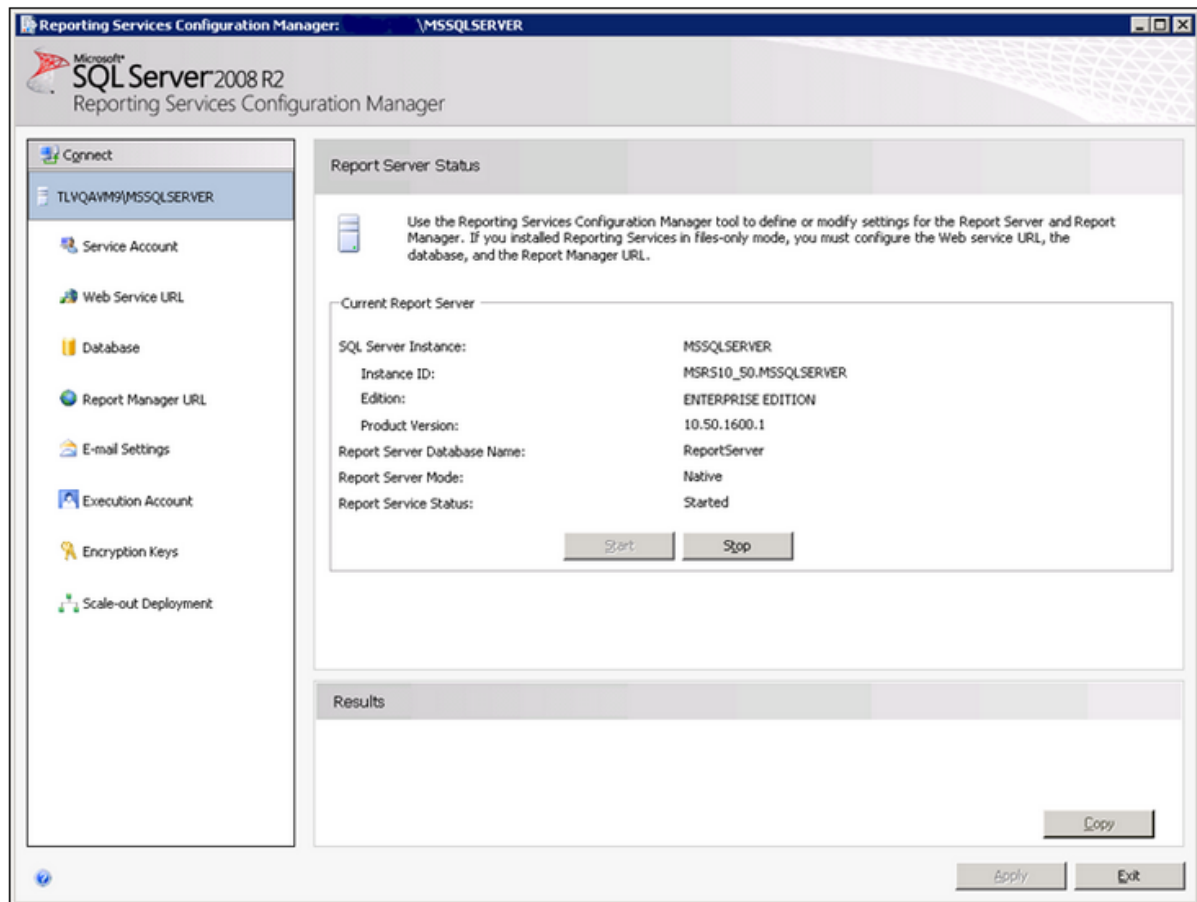 Reporting Services Configuration Manager: \MSSQLSERVER
Microsoft
SQL Server 2008 R2
Reporting Services Configuration Manager
Connect
TLVQAVM9\MSSQLSERVER
Service Account
Web Service URL
Database
Report Manager URL
E-mail Settings
Execution Account
Encryption Keys
Scale-out Deployment
Report Server Status
Use the Reporting Services Configuration Manager tool to define or modify settings for the Report Server and Report
Manager. If you installed Reporting Services in files-only mode, you must configure the Web service URL, the
database, and the Report Manager URL.
Current Report Server
SQL Server Instance: MSSQLSERVER
Instance ID: MSRS10_50.MSSQLSERVER
Edition: ENTERPRISE EDITION
Product Version: 10.50.1600.1
Report Server Database Name: ReportServer
Report Server Mode: Native
Report Service Status: Started
Start Stop
Results
Copy
Apply Exit